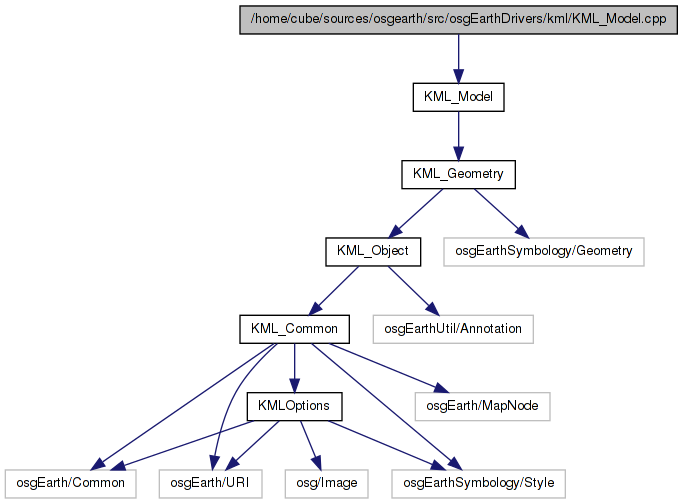 /home/cube/sources/osgearth/src/osgEarthDrivers/kml/KML_Model.cpp
KML_Model
KML_Geometry
KML_Object
osgEarthSymbology/Geometry
KML_Common
osgEarthUtil/Annotation
KMLOptions
osgEarth/MapNode
osgEarth/Common
osgEarth/URI
osg/Image
osgEarthSymbology/Style